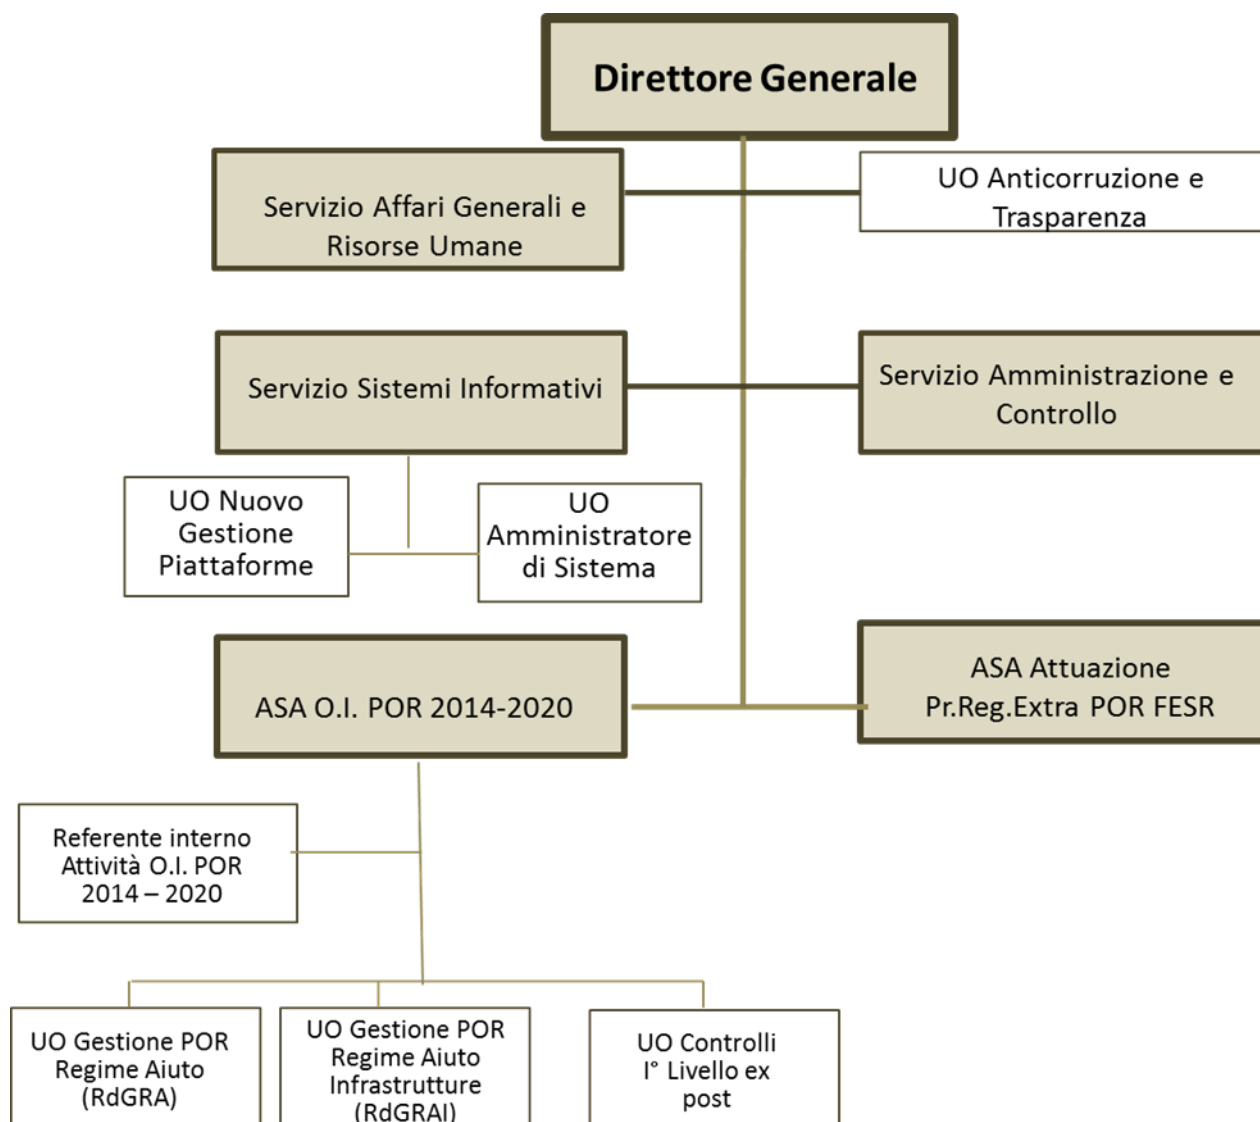 Direttore Generale
Servizio Affari Generali e
Risorse Umane
UO Anticorruzione e
Trasparenza
Servizio Sistemi Informativi
Servizio Amministrazione e
Controllo
UO Nuovo
Gestione
Piattaforme
UO
Amministratore
di Sistema
ASA O.I. POR 2014-2020
ASA Attuazione
Pr.Reg.Extra POR FESR
Referente interno
Attività O.I. POR
2014 – 2020
UO Gestione POR
Regime Aiuto
(RdGRA)
UO Gestione POR
Regime Aiuto
Infrastrutture
(RdGRAI)
UO Controlli
I° Livello ex
post